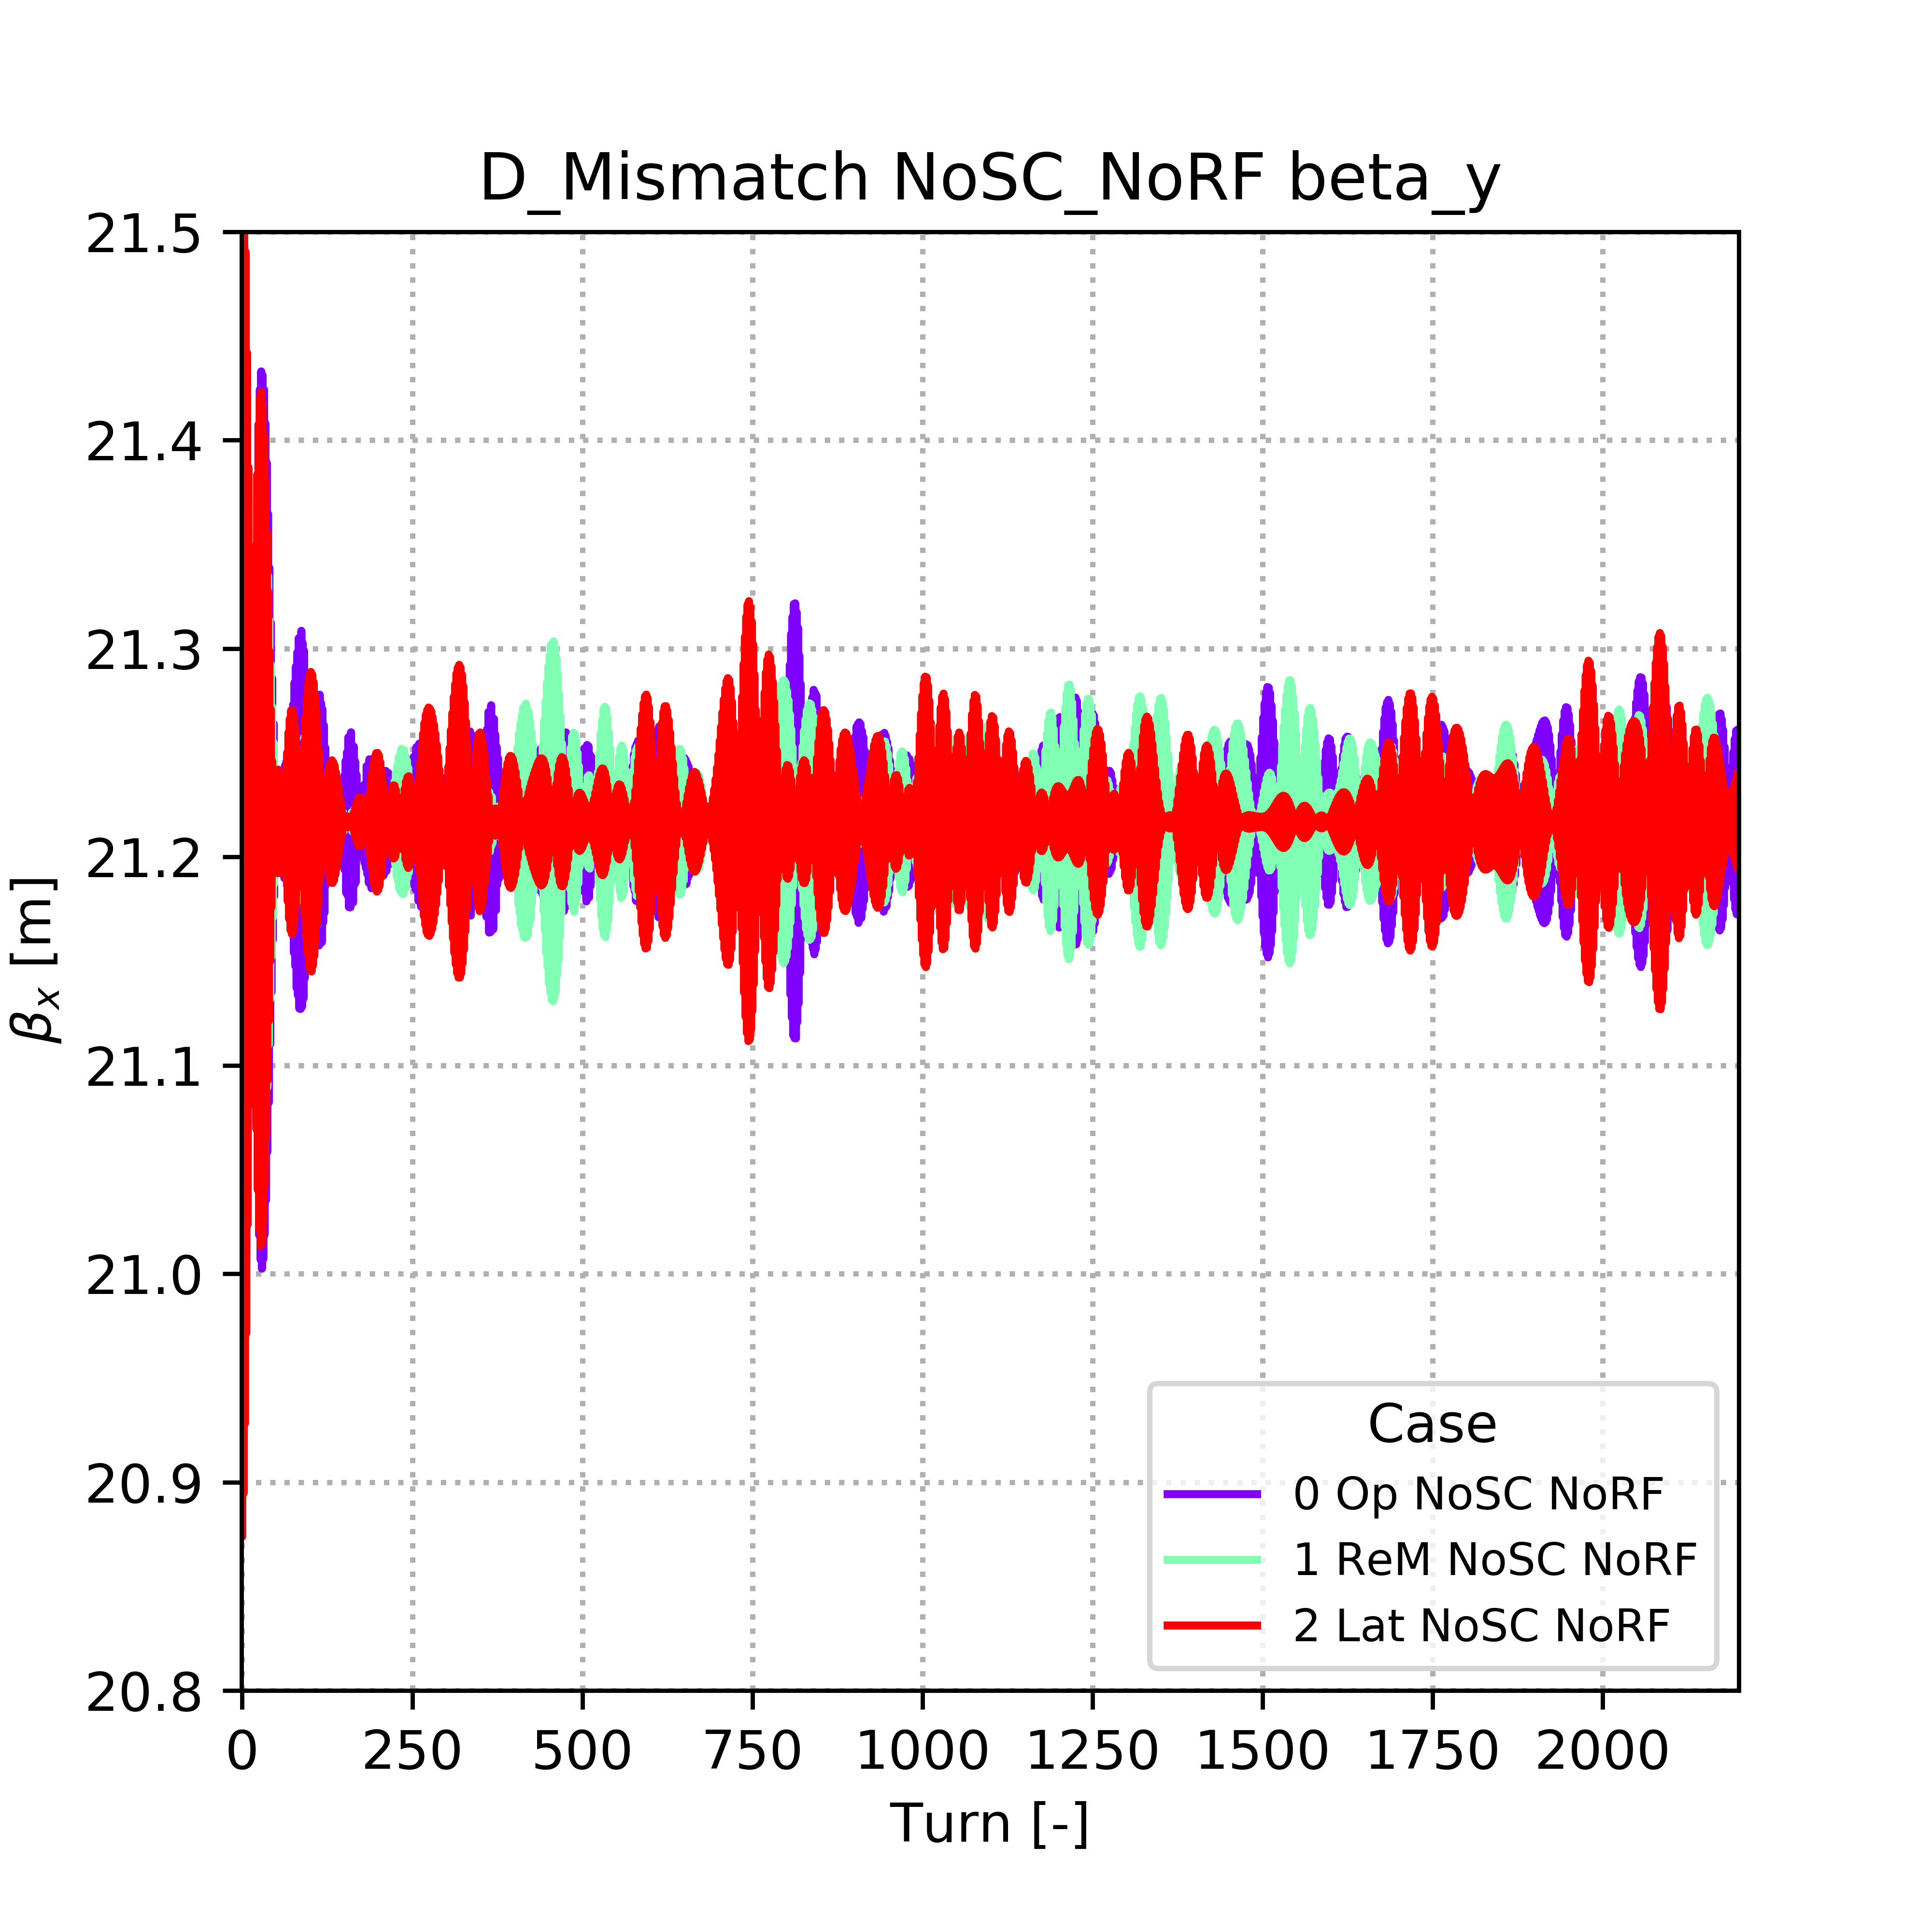 D_Mismatch NoSC_NoRF beta_y
21.5
21.4
21.3
21.2
21.1
21.0
20.9
20.8
β_x [m]
0 250 500 750 1000 1250 1500 1750 2000
Turn [-]
Case
0 Op NoSC NoRF
1 ReM NoSC NoRF
2 Lat NoSC NoRF